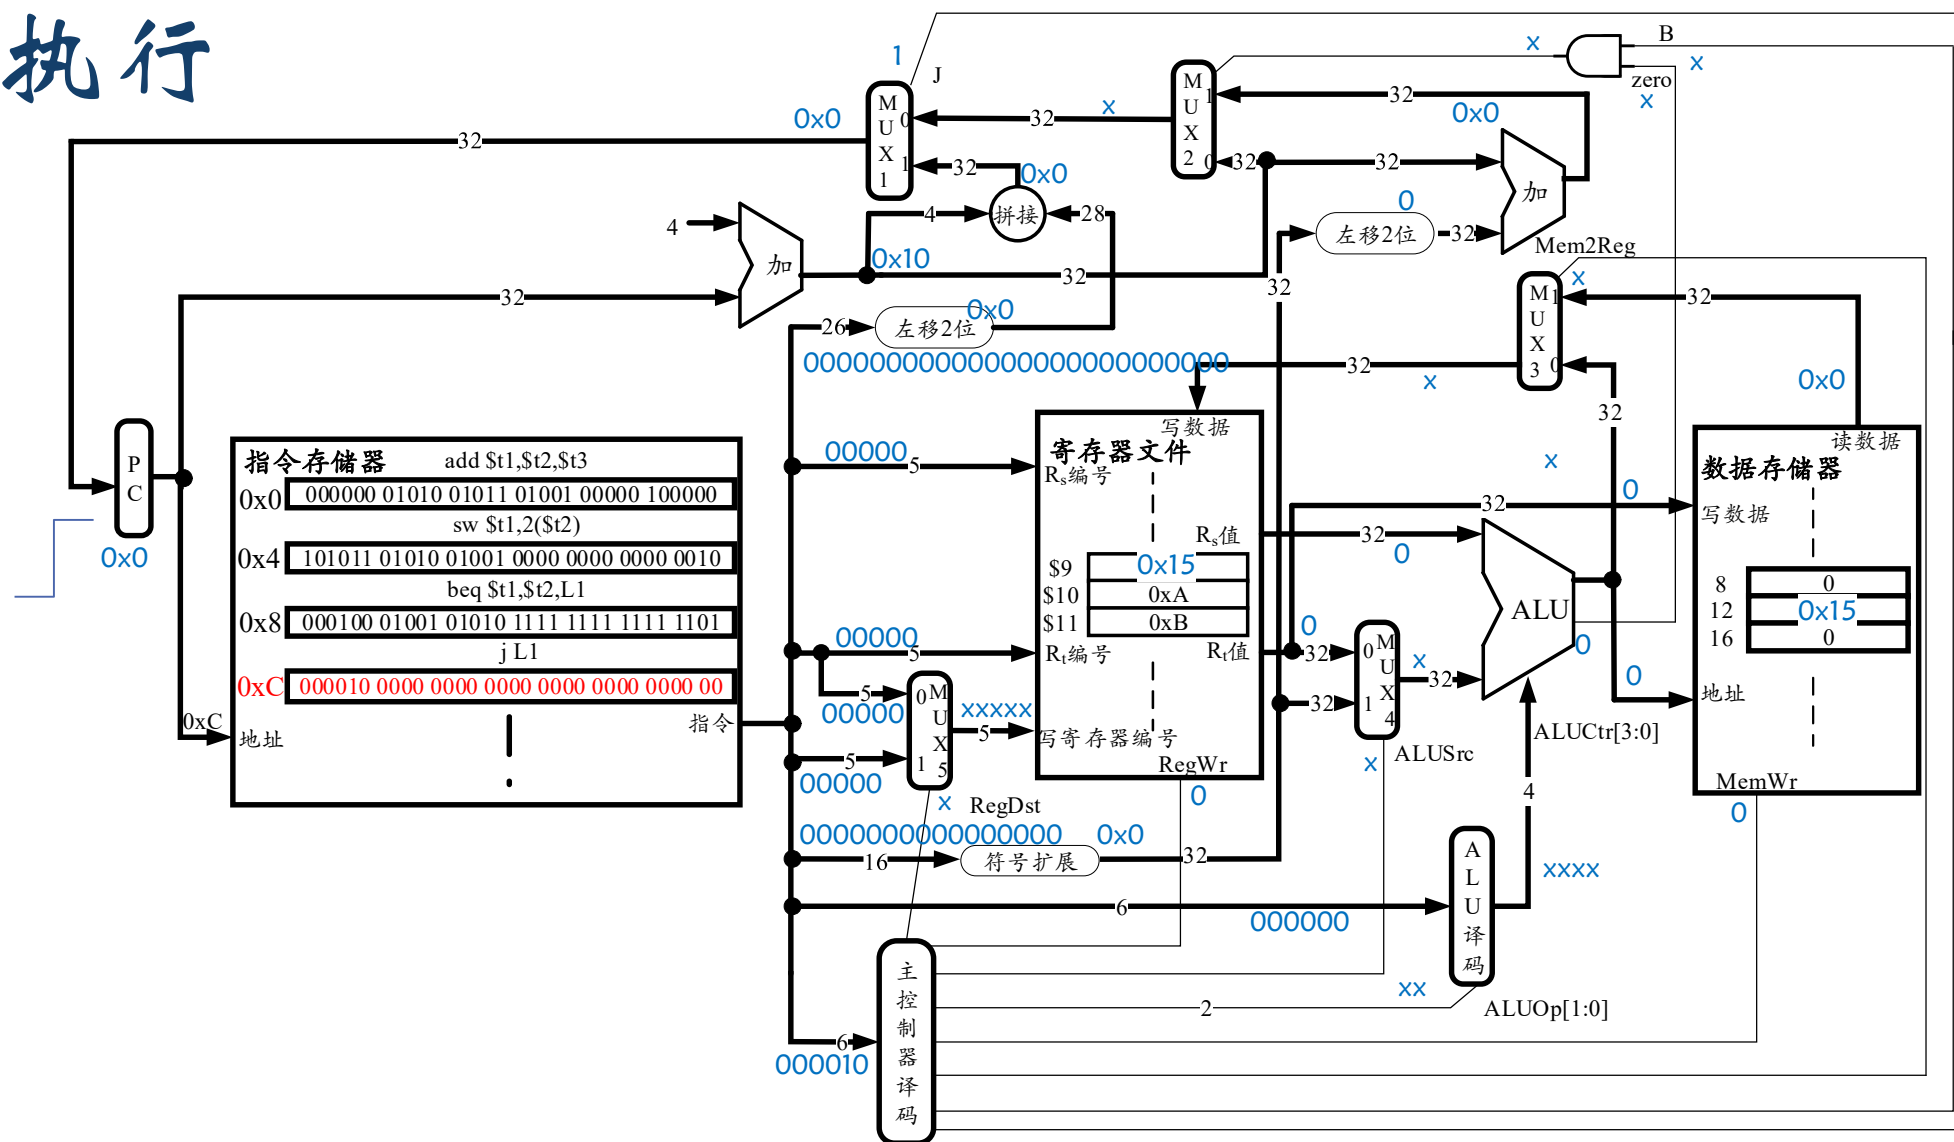 执行
1
J
MUX1
0
1
0x0
32
x
32
32
0x0
拼接
4
28
MUX2
1
0
x
B
x
zero
x
32
0x0
32
32
加
0
左移2位
32
Mem2Reg
4
加
0x10
32
32
32
26
左移2位
0x0
00000000000000000000000000
MUX3
1
0
x
32
32
x
32
0x0
x
PC
0x0
指令存储器
add $t1,$t2,$t3
0x0
000000 01010 01011 01001 00000 100000
sw $t1,2($t2)
0x4
101011 01010 01001 0000 0000 0000 0010
beq $t1,$t2,L1
0x8
000100 01001 01010 1111 1111 1111 1101
j L1
0xC
000010 0000 0000 0000 0000 0000 0000 00
0xC
地址
指令
00000
5
00000
5
5
00000
5
00000
0
MUX5
1
xxxxx
5
x
RegDst
寄存器文件
写数据
Rs编号
Rs值
$9
0x15
$10
0xA
$11
0xB
Rt编号
Rt值
写寄存器编号
RegWr
0
32
0
32
0
32
32
0
MUX4
1
x
32
x
ALUSrc
ALU
0
ALUCtr[3:0]
4
xxxx
0
0
数据存储器
读数据
写数据
8
0
12
0x15
16
0
地址
MemWr
0
0000000000000000
0x0
16
符号扩展
32
6
000000
ALU译码
xx
2
ALUOp[1:0]
6
000010
主控制器译码